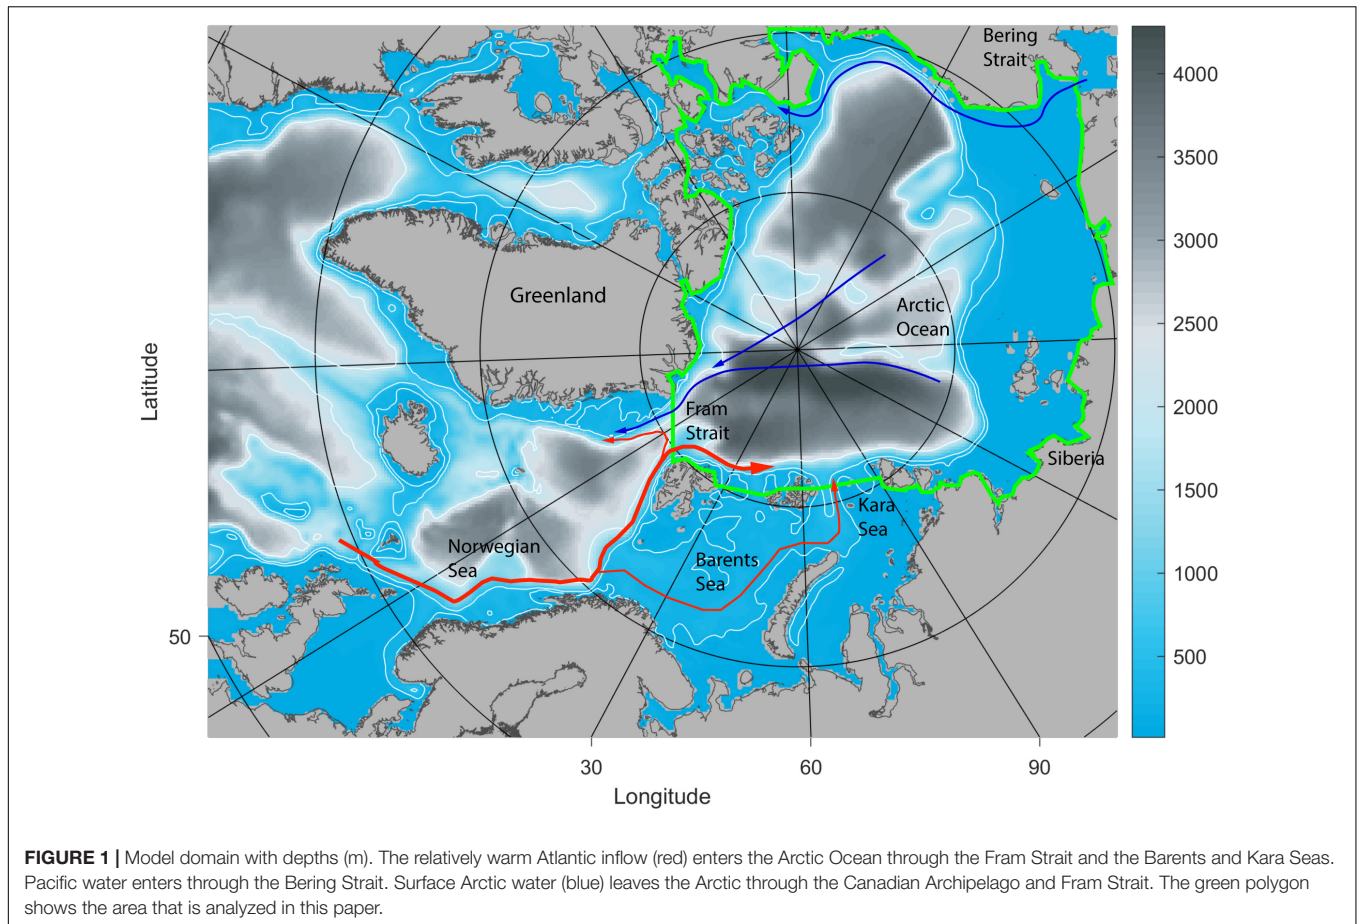 Bering
Strait
4000
3500
3000
2500
2000
1500
1000
500
Greenland
Arctic
Ocean
Latitude
Fram
Strait
Siberia
Kara
Sea
Norwegian
Sea
Barents
Sea
50
30
60
90
Longitude
FIGURE 1 | Model domain with depths (m). The relatively warm Atlantic inflow (red) enters the Arctic Ocean through the Fram Strait and the Barents and Kara Seas.
Pacific water enters through the Bering Strait. Surface Arctic water (blue) leaves the Arctic through the Canadian Archipelago and Fram Strait. The green polygon
shows the area that is analyzed in this paper.